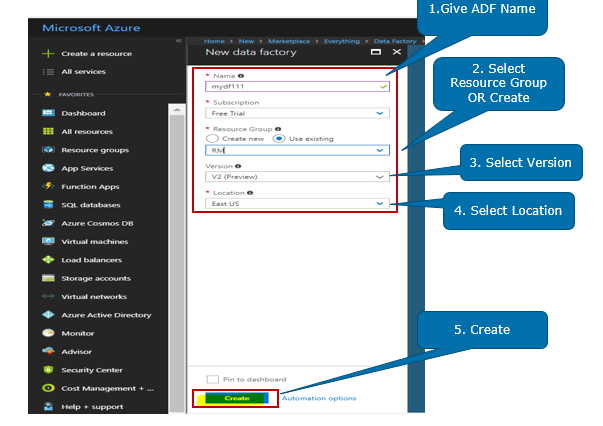 1.Give ADF Name
Microsoft Azure
«
Create a resource
All services
FAVORITES
Dashboard
All resources
Resource groups
App Services
Function Apps
SQL databases
Azure Cosmos DB
Virtual machines
Load balancers
Storage accounts
Virtual networks
Azure Active Directory
Monitor
Advisor
Security Center
Cost Management + ...
Help + support
Home > New > Marketplace > Everything > Data Factory >
New data factory
* Name
mydf111
* Subscription
Free Trial
* Resource Group
Create new Use existing
RM
Version
V2 (Preview)
* Location
East US
Pin to dashboard
Create Automation options
2. Select
Resource Group
OR Create
3. Select Version
4. Select Location
5. Create